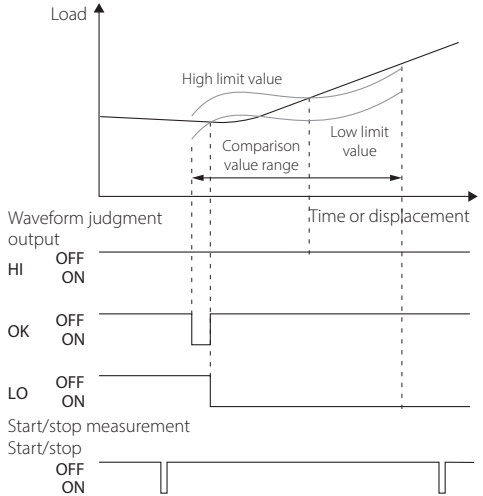 Load
High limit value
Low limit
value
Comparison
value range
Time or displacement
Waveform judgment
output
HI OFF
ON
OK OFF
ON
LO OFF
ON
Start/stop measurement
Start/stop
OFF
ON